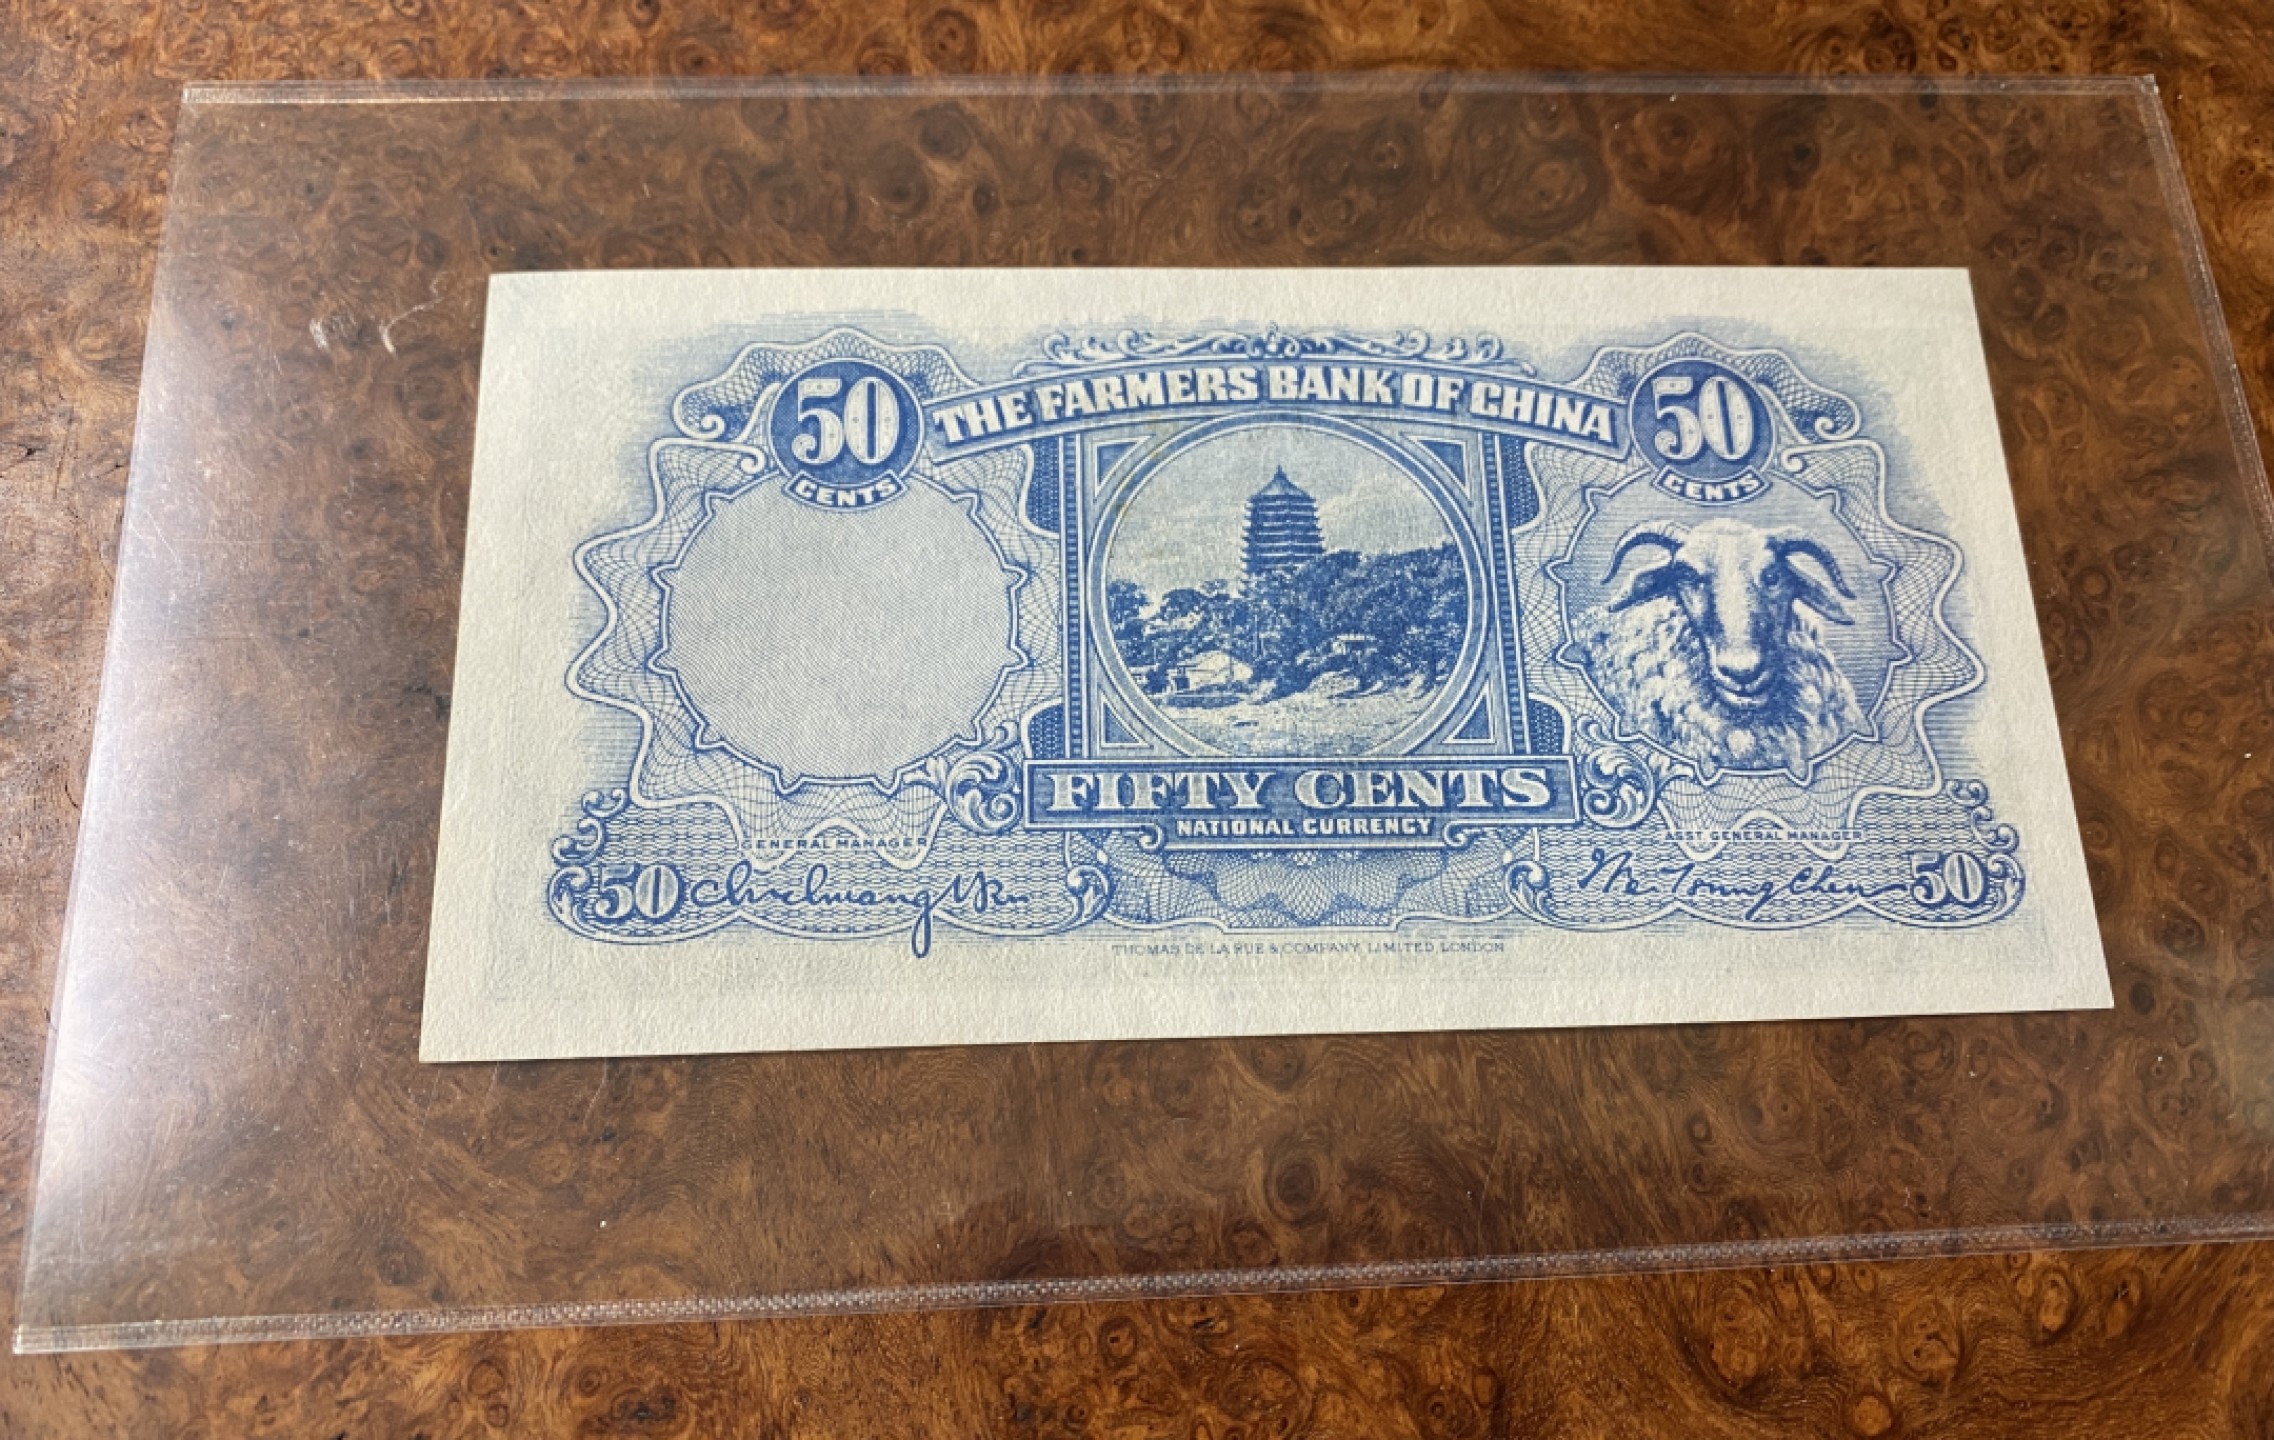 THE FARMERS BANK OF CHINA
50
CENTS
50
CENTS
FIFTY CENTS
NATIONAL CURRENCY
GENERAL MANAGER
ASST. GENERAL MANAGER
50
50
THOMAS DE LA RUE & COMPANY, LIMITED, LONDON